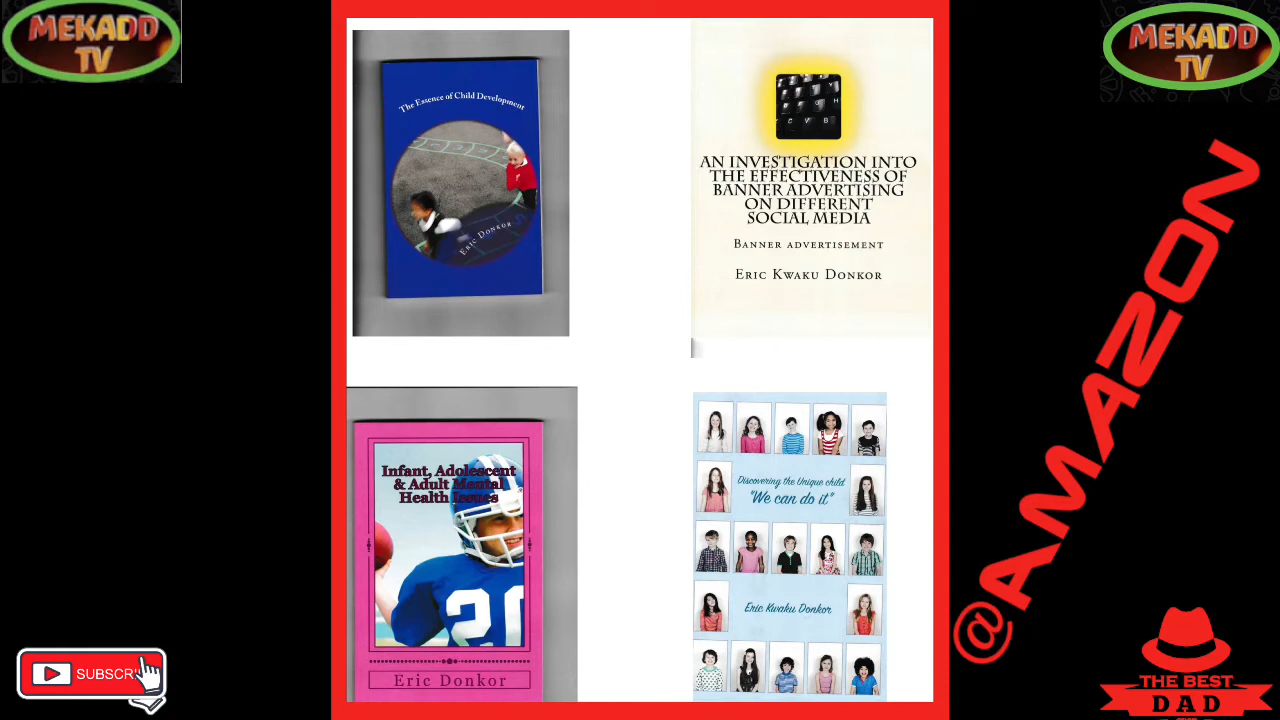 MEKADD
TV
MEKADD
TV
The Essence of Child Development
ERIC DONKOR
Y
G H
C V B
AN INVESTIGATION INTO
THE EFFECTIVENESS OF
BANNER ADVERTISING
ON DIFFERENT
SOCIAL MEDIA
BANNER ADVERTISEMENT
ERIC KWAKU DONKOR
Infant, Adolescent
& Adult Mental
Health Issues
20
Eric Donkor
Discovering the Unique child
"We can do it"
Eric Kwaku Donkor
@AMAZON
SUBSCRI
THE BEST
DAD